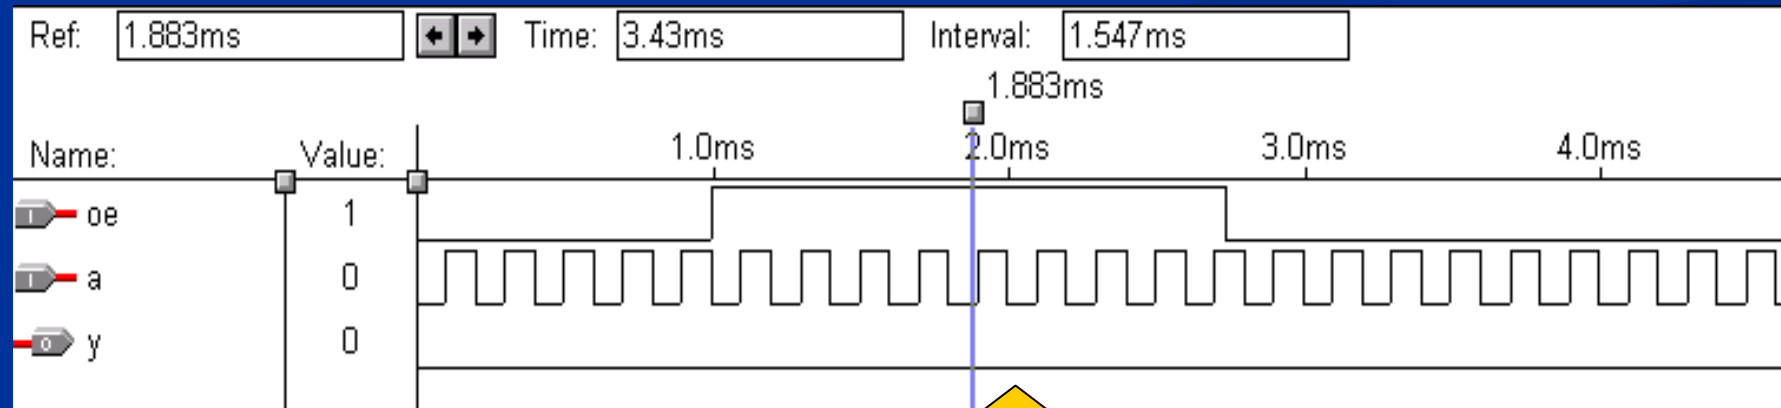 Ref: 1.883ms Time: 3.43ms Interval: 1.547ms
1.883ms
Name: Value: 1.0ms 2.0ms 3.0ms 4.0ms
I oe 1
I a 0
O y 0